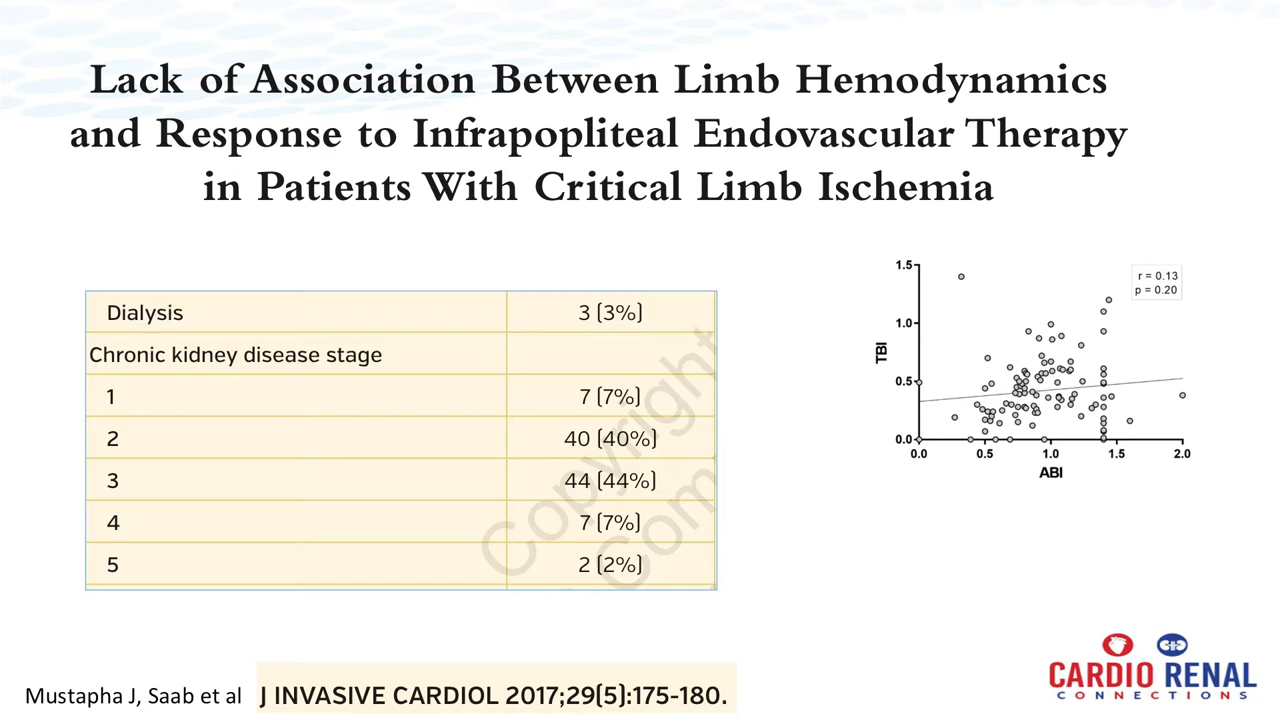 Lack of Association Between Limb Hemodynamics
and Response to Infrapopliteal Endovascular Therapy
in Patients With Critical Limb Ischemia
Dialysis 3 (3%)
Chronic kidney disease stage
1 7 (7%)
2 40 (40%)
3 44 (44%)
4 7 (7%)
5 2 (2%)
Copyright
Com
1.5
1.0
0.5
0.0
TBI
r = 0.13
p = 0.20
0.0 0.5 1.0 1.5 2.0
ABI
Mustapha J, Saab et al J INVASIVE CARDIOL 2017;29(5):175-180.
CARDIO RENAL
CONNECTIONS